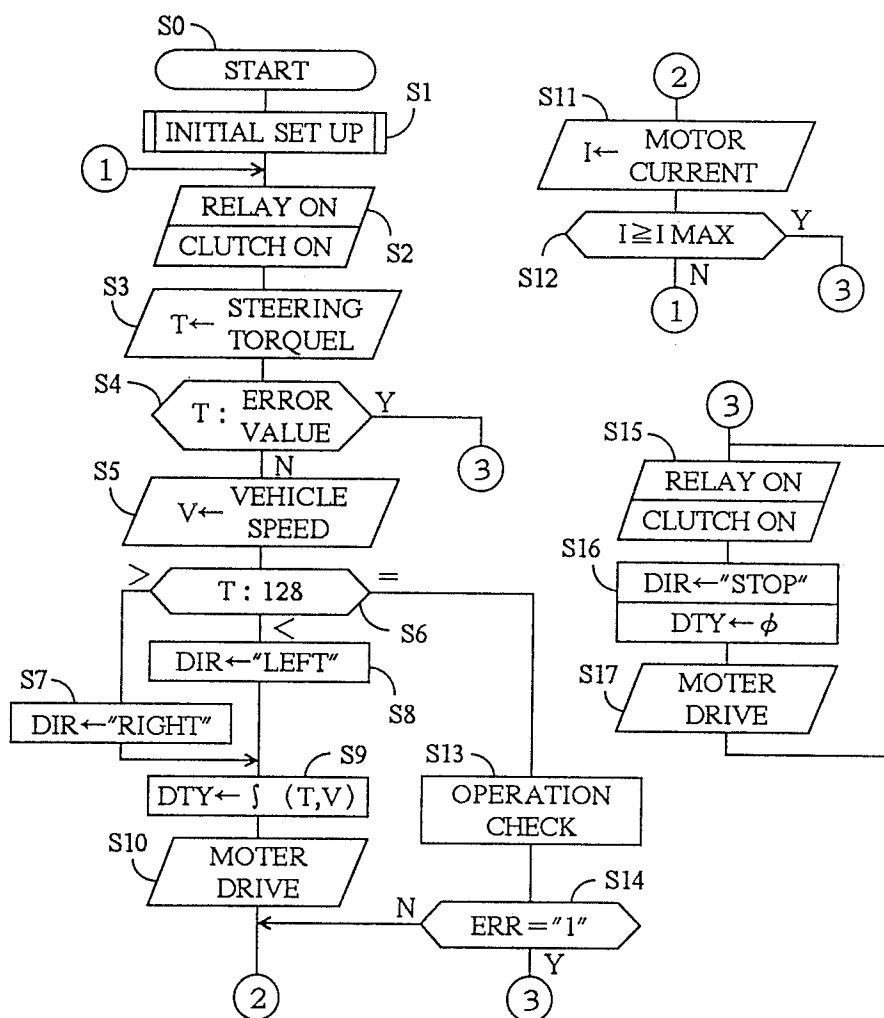 S0
START
S1
INITIAL SET UP
1
RELAY ON
CLUTCH ON
S2
S3
T← STEERING
TORQUEL
S4
T : ERROR
VALUE
Y
3
N
S5
V← VEHICLE
SPEED
>
T : 128
=
S6
<
DIR←"LEFT"
S8
S7
DIR←"RIGHT"
S9
DTY← ∫ (T,V)
S10
MOTER
DRIVE
2
S13
OPERATION
CHECK
S14
N
ERR="1"
Y
3
2
S11
I← MOTOR
CURRENT
I≧I MAX
Y
S12
N
1
3
3
S15
RELAY ON
CLUTCH ON
S16
DIR←"STOP"
DTY←ϕ
S17
MOTER
DRIVE